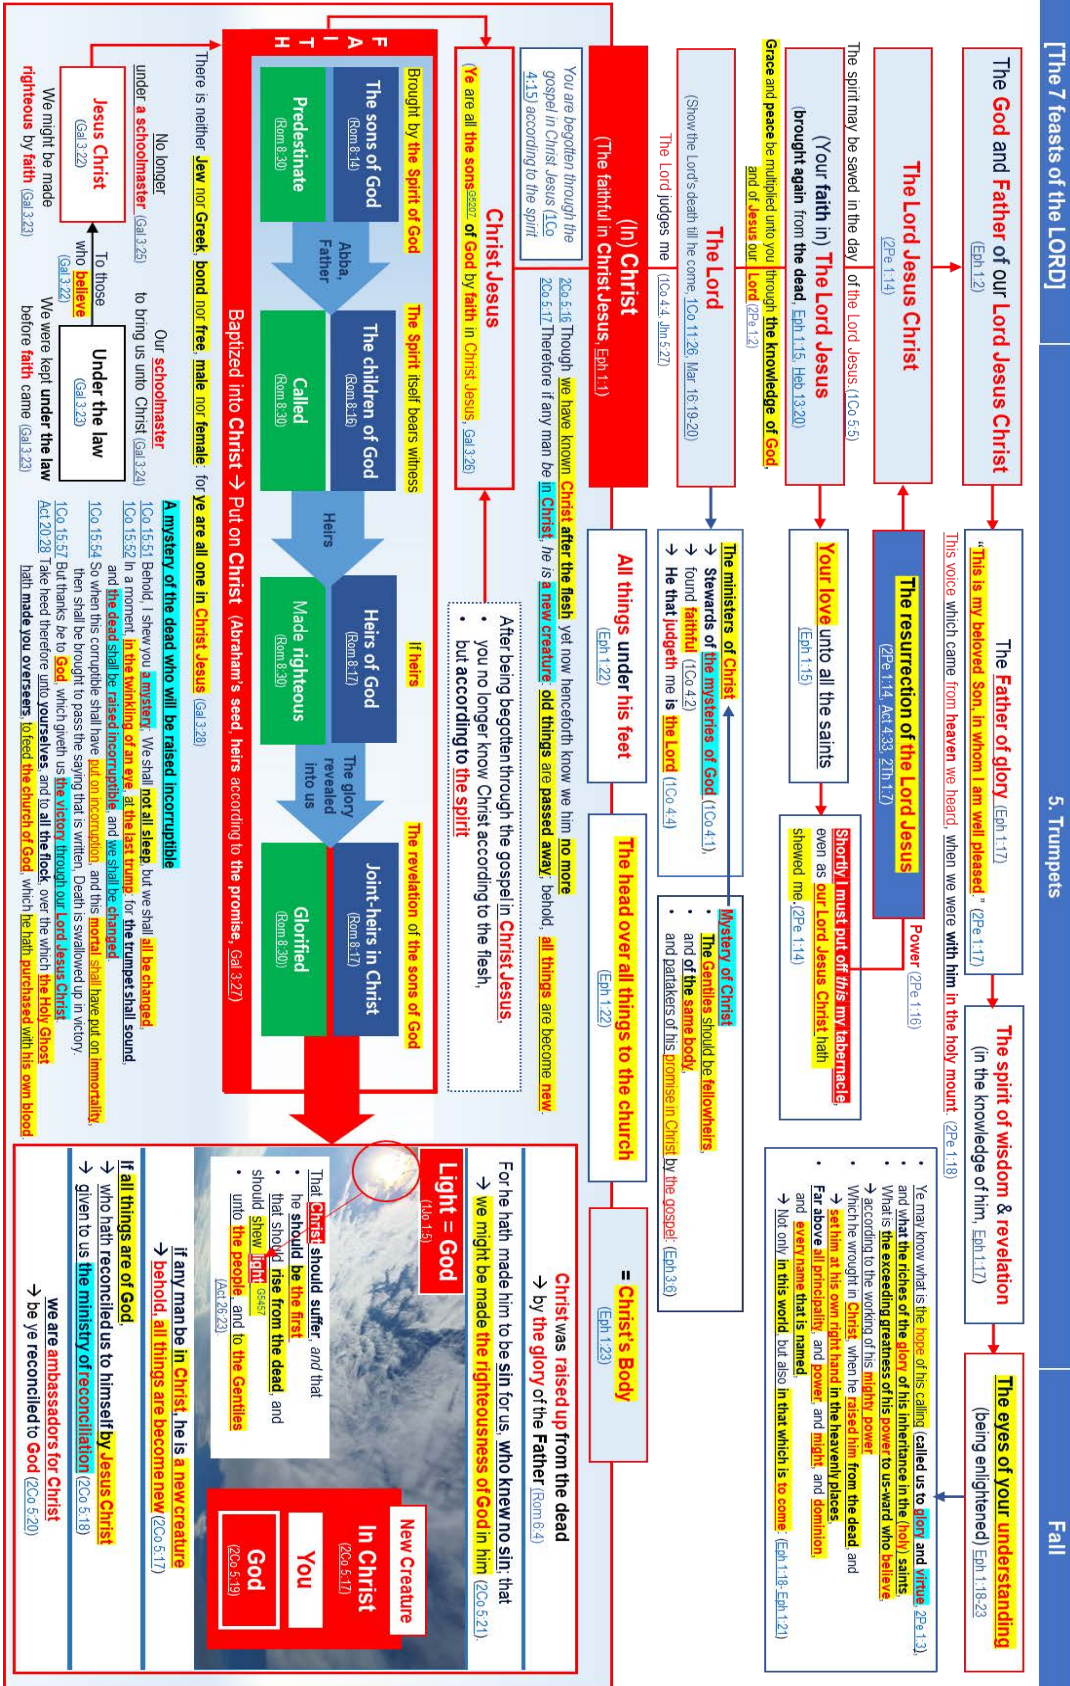 [The 7 feasts of the LORD]
5. Trumpets
Fall
The God and Father of our Lord Jesus Christ
(Eph 1:2)
The Father of glory (Eph 1:17)
"This is my beloved Son, in whom I am well pleased." (2Pe 1:17)
The spirit of wisdom & revelation
(in the knowledge of him, Eph 1:17)
The eyes of your understanding
(being enlightened) Eph 1:18-23
This voice which came from heaven we heard, when we were with him in the holy mount. (2Pe 1:18)
The Lord Jesus Christ
(2Pe 1:14)
The resurrection of the Lord Jesus
(2Pe 1:14, Act 4:33, 2Th 1:7)
Power (2Pe 1:16)
The spirit may be saved in the day of the Lord Jesus. (1Co 5:5)
(Your faith in) The Lord Jesus
(brought again from the dead, Eph 1:15, Heb 13:20)
Your love unto all the saints
(Eph 1:15)
Shortly I must put off this my tabernacle,
even as our Lord Jesus Christ hath
shewed me, (2Pe 1:14)
Grace and peace be multiplied unto you through the knowledge of God,
and of Jesus our Lord (2Pe 1:2)
• Ye may know what is the hope of his calling (called us to glory and virtue, 2Pe 1:3),
and what the riches of the glory of his inheritance in the (holy) saints,
• What is the exceeding greatness of his power to us-ward who believe,
→ according to the working of his mighty power
• Which he wrought in Christ, when he raised him from the dead, and
→ set him at his own right hand in the heavenly places,
• Far above all principality, and power, and might, and dominion,
and every name that is named,
→ Not only in this world, but also in that which is to come: (Eph 1:18-Eph 1:21)
The Lord
(Show the Lord's death till he come, 1Co 11:26, Mar 16:19-20)
The Lord judges me (1Co 4:4, Jhn 5:27)
The ministers of Christ
→ Stewards of the mysteries of God (1Co 4:1),
→ found faithful (1Co 4:2)
→ He that judgeth me is the Lord (1Co 4:4)
Mystery of Christ
• The Gentiles should be fellowheirs,
• and of the same body,
• and partakes of his promise in Christ by the gospel: (Eph 3:6)
(In) Christ
(The faithful in Christ Jesus, Eph 1:1)
All things under his feet
(Eph 1:22)
The head over all things to the church
(Eph 1:22)
= Christ's Body
(Eph 1:23)
You are begotten through the
gospel in Christ Jesus (1Co
4:15) according to the spirit
2Co 5:16 Though we have known Christ after the flesh, yet now henceforth know we him no more.
2Co 5:17 Therefore if any man be in Christ, he is a new creature: old things are passed away; behold, all things are become new.
Christ Jesus
(Ye are all the sons G5207 of God by faith in Christ Jesus, Gal 3:26)
After being begotten through the gospel in Christ Jesus,
• you no longer know Christ according to the flesh,
• but according to the spirit
FAITH
Brought by the Spirit of God
The Spirit itself bears witness
If heirs
The revelation of the sons of God
The sons of God
(Rom 8:14)
Predestinate
(Rom 8:30)
Abba,
Father
The children of God
(Rom 8:16)
Called
(Rom 8:30)
Heirs
Heirs of God
(Rom 8:17)
Made righteous
(Rom 8:30)
The glory
revealed
into us
Joint-heirs in Christ
(Rom 8:17)
Glorified
(Rom 8:30))
Baptized into Christ → Put on Christ (Abraham's seed, heirs according to the promise, Gal 3:27)
There is neither Jew nor Greek, bond nor free, male nor female: for ye are all one in Christ Jesus (Gal 3:28)
No longer
under a schoolmaster (Gal 3:25)
Our schoolmaster
to bring us unto Christ (Gal 3:24)
Jesus Christ
(Gal 3:22)
To those
who believe
(Gal 3:22)
Under the law
(Gal 3:23)
We might be made
righteous by faith (Gal 3:23)
We were kept under the law
before faith came (Gal 3:23)
A mystery of the dead who will be raised incorruptible
1Co 15:51 Behold, I shew you a mystery; We shall not all sleep, but we shall all be changed,
1Co 15:52 In a moment, in the twinkling of an eye, at the last trump: for the trumpet shall sound,
and the dead shall be raised incorruptible, and we shall be changed.
1Co 15:54 So when this corruptible shall have put on incorruption, and this mortal shall have put on immortality,
then shall be brought to pass the saying that is written, Death is swallowed up in victory.
1Co 15:57 But thanks be to God, which giveth us the victory through our Lord Jesus Christ.
Act 20:28 Take heed therefore unto yourselves, and to all the flock, over the which the Holy Ghost
hath made you overseers, to feed the church of God, which he hath purchased with his own blood.
Christ was raised up from the dead
→ by the glory of the Father (Rom 6:4)
For he hath made him to be sin for us, who knew no sin; that
→ we might be made the righteousness of God in him (2Co 5:21).
Light = God
(1Jo 1:5)
That Christ should suffer, and that
• he should be the first
• that should rise from the dead, and
should shew light G5457
• unto the people, and to the Gentiles
(Act 26:23).
New Creature
In Christ
(2Co 5:17)
You
God
(2Co 5:19)
if any man be in Christ, he is a new creature
→ behold, all things are become new (2Co 5:17)
If all things are of God,
→ who hath reconciled us to himself by Jesus Christ
→ given to us the ministry of reconciliation (2Co 5:18)
we are ambassadors for Christ
→ be ye reconciled to God (2Co 5:20)